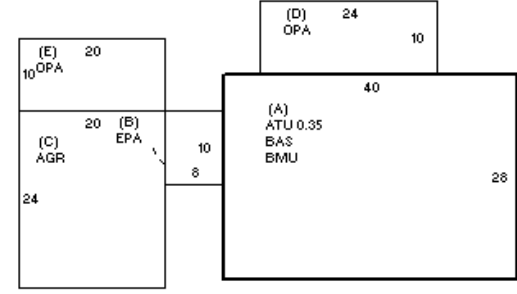 (D) 24
OPA
10
(E) 20
10 OPA
40
(A)
ATU 0.35
BAS
BMU
20 (B)
EPA
(C)
AGR
10
8
28
24